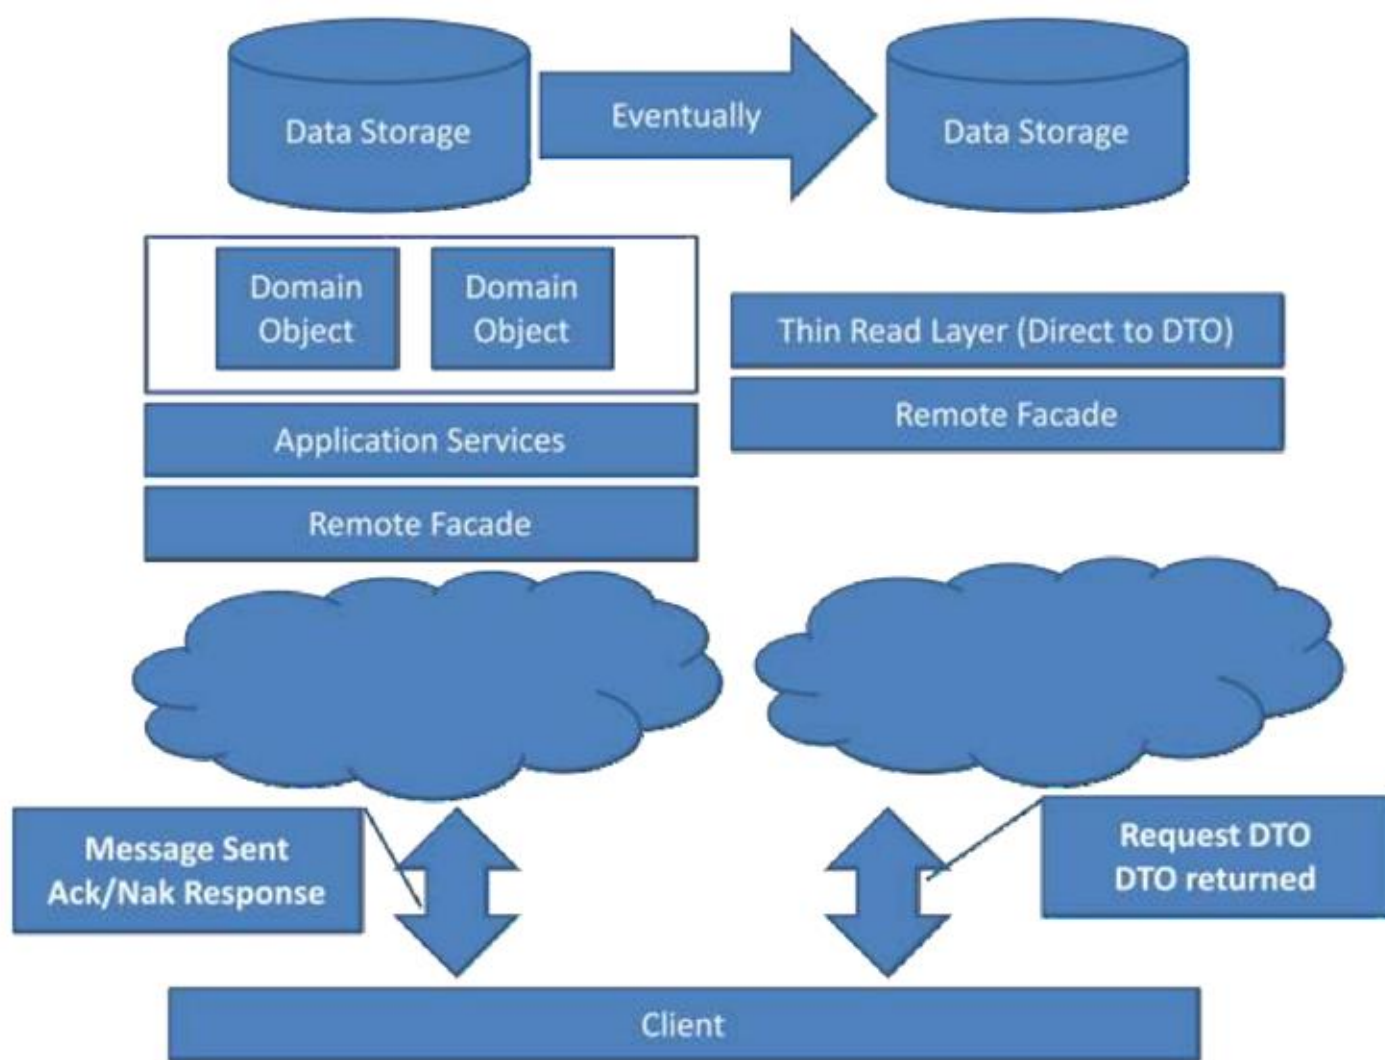 Data Storage
Eventually
Data Storage
Domain
Object
Domain
Object
Thin Read Layer (Direct to DTO)
Remote Facade
Application Services
Remote Facade
Message Sent
Ack/Nak Response
Request DTO
DTO returned
Client